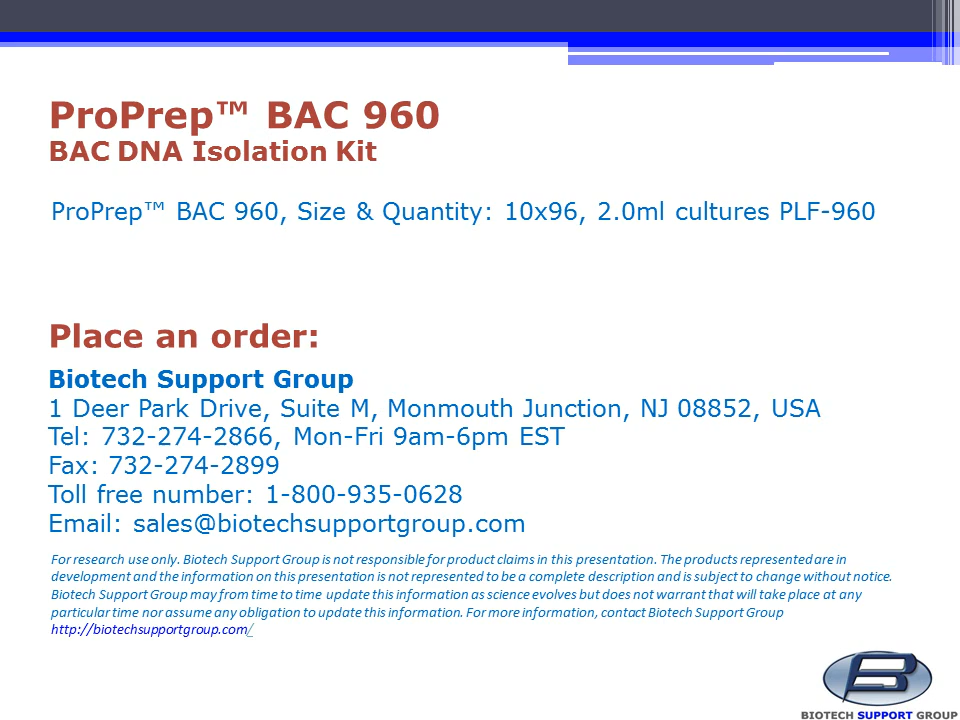 ProPrep™ BAC 960
BAC DNA Isolation Kit
ProPrep™ BAC 960, Size & Quantity: 10x96, 2.0ml cultures PLF-960
Place an order:
Biotech Support Group
1 Deer Park Drive, Suite M, Monmouth Junction, NJ 08852, USA
Tel: 732-274-2866, Mon-Fri 9am-6pm EST
Fax: 732-274-2899
Toll free number: 1-800-935-0628
Email: sales@biotechsupportgroup.com
For research use only. Biotech Support Group is not responsible for product claims in this presentation. The products represented are in
development and the information on this presentation is not represented to be a complete description and is subject to change without notice.
Biotech Support Group may from time to time update this information as science evolves but does not warrant that will take place at any
particular time nor assume any obligation to update this information. For more information, contact Biotech Support Group
http://biotechsupportgroup.com/
B
BIOTECH SUPPORT GROUP